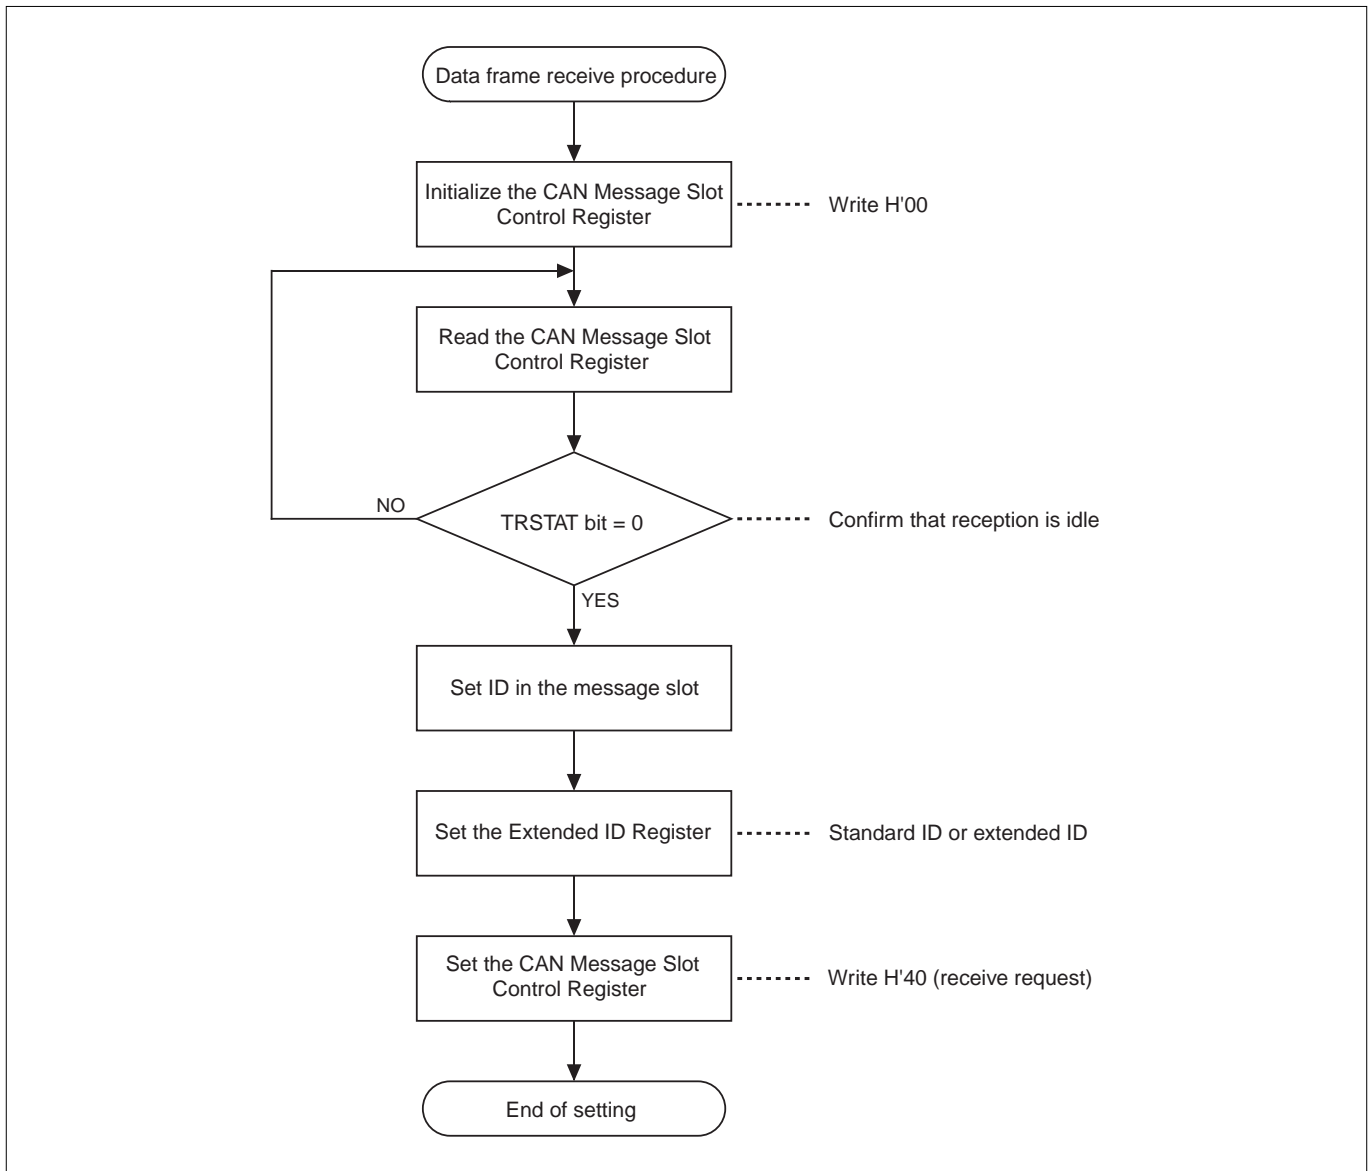 Data frame receive procedure
Initialize the CAN Message Slot
Control Register
Write H'00
Read the CAN Message Slot
Control Register
NO
TRSTAT bit = 0
Confirm that reception is idle
YES
Set ID in the message slot
Set the Extended ID Register
Standard ID or extended ID
Set the CAN Message Slot
Control Register
Write H'40 (receive request)
End of setting